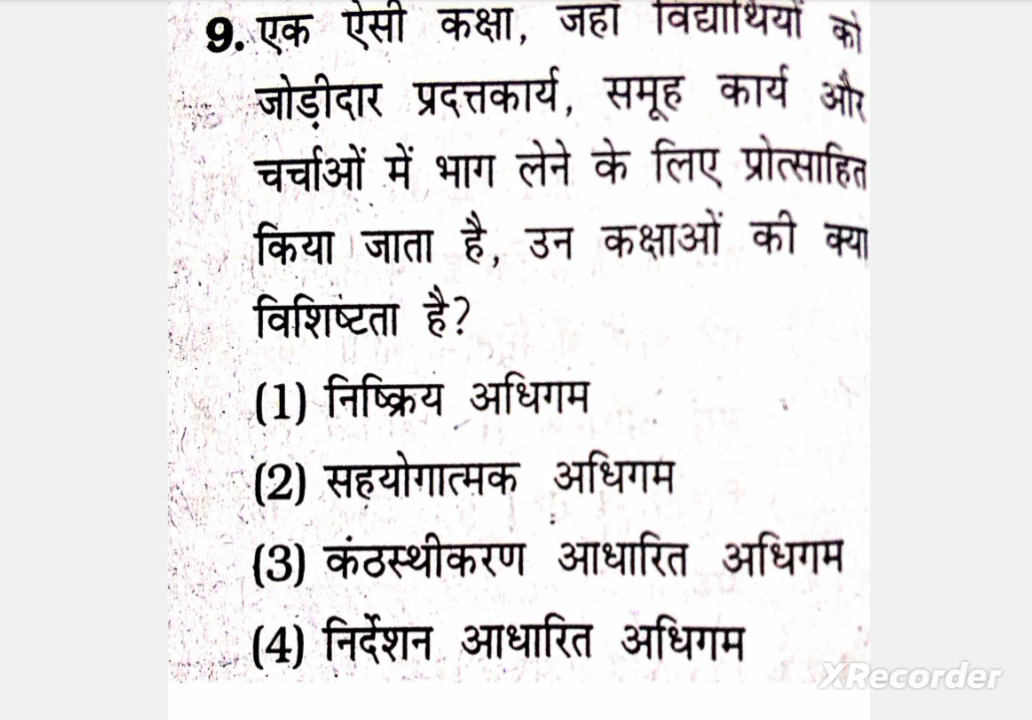 9. एक ऐसी कक्षा, जहाँ विद्यार्थियों को
जोड़ीदार प्रदत्तकार्य, समूह कार्य और
चर्चाओं में भाग लेने के लिए प्रोत्साहित
किया जाता है, उन कक्षाओं की क्या
विशिष्टता है?
(1) निष्क्रिय अधिगम
(2) सहयोगात्मक अधिगम
(3) कंठस्थीकरण आधारित अधिगम
(4) निर्देशन आधारित अधिगम
XRecorder